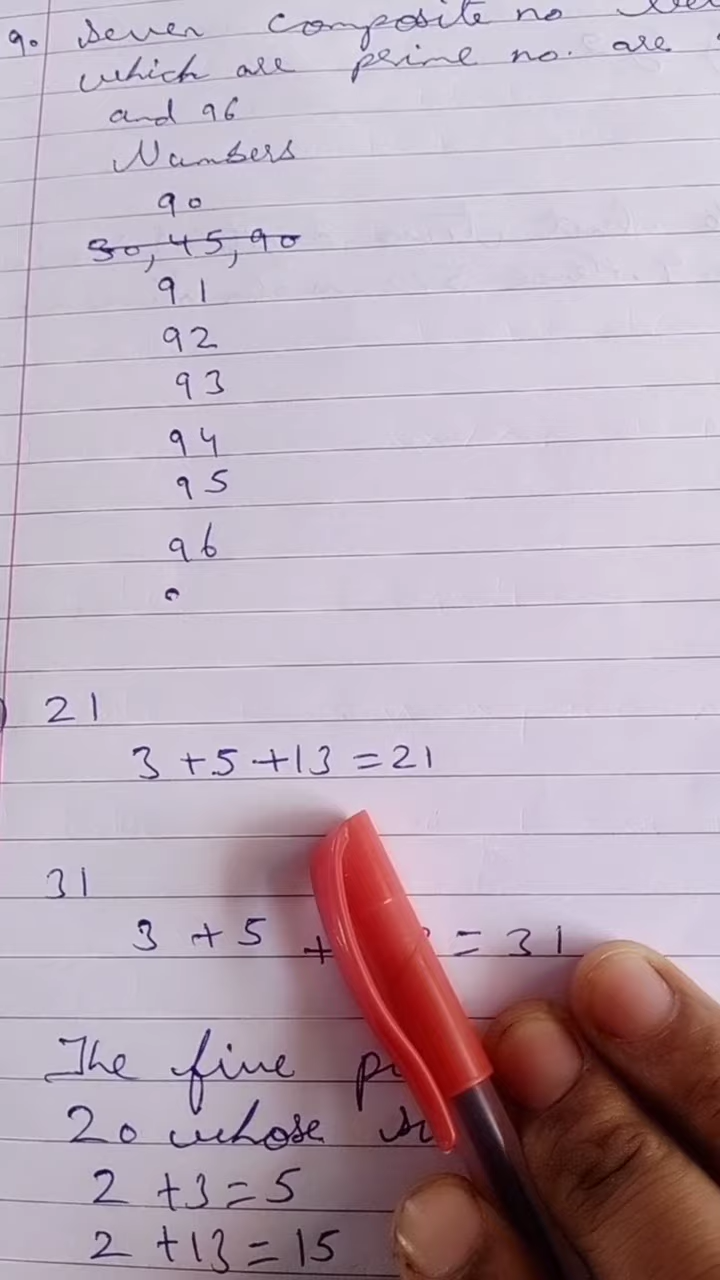 9. Seven composite no
which are prime no. are
and 96
Numbers
90
30, 45, 90
91
92
93
94
95
96
21
3 + 5 + 13 = 21
31
3 + 5 + = 31
The five
20 whose
2 + 3 = 5
2 + 13 = 15